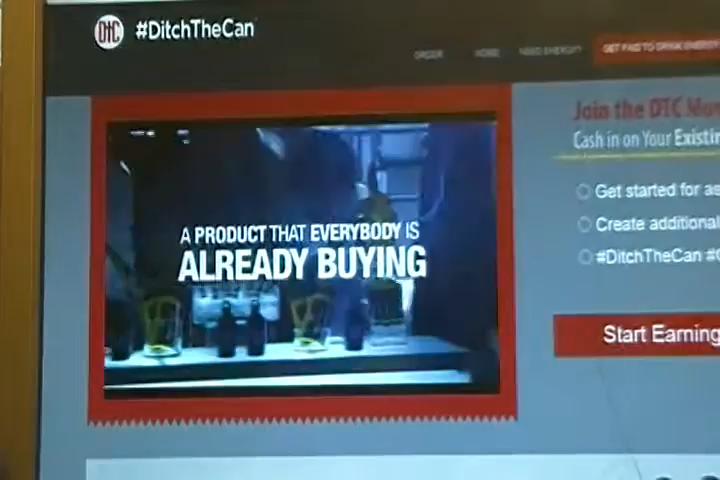 DTC #DitchTheCan
ORDER HOME NEED ENERGY? GET PAID TO DRINK ENERGY
Join the DTC
Cash in on Your
A PRODUCT THAT EVERYBODY IS
ALREADY BUYING
Get started for as
Create additional
#DitchTheCan
Start Earning